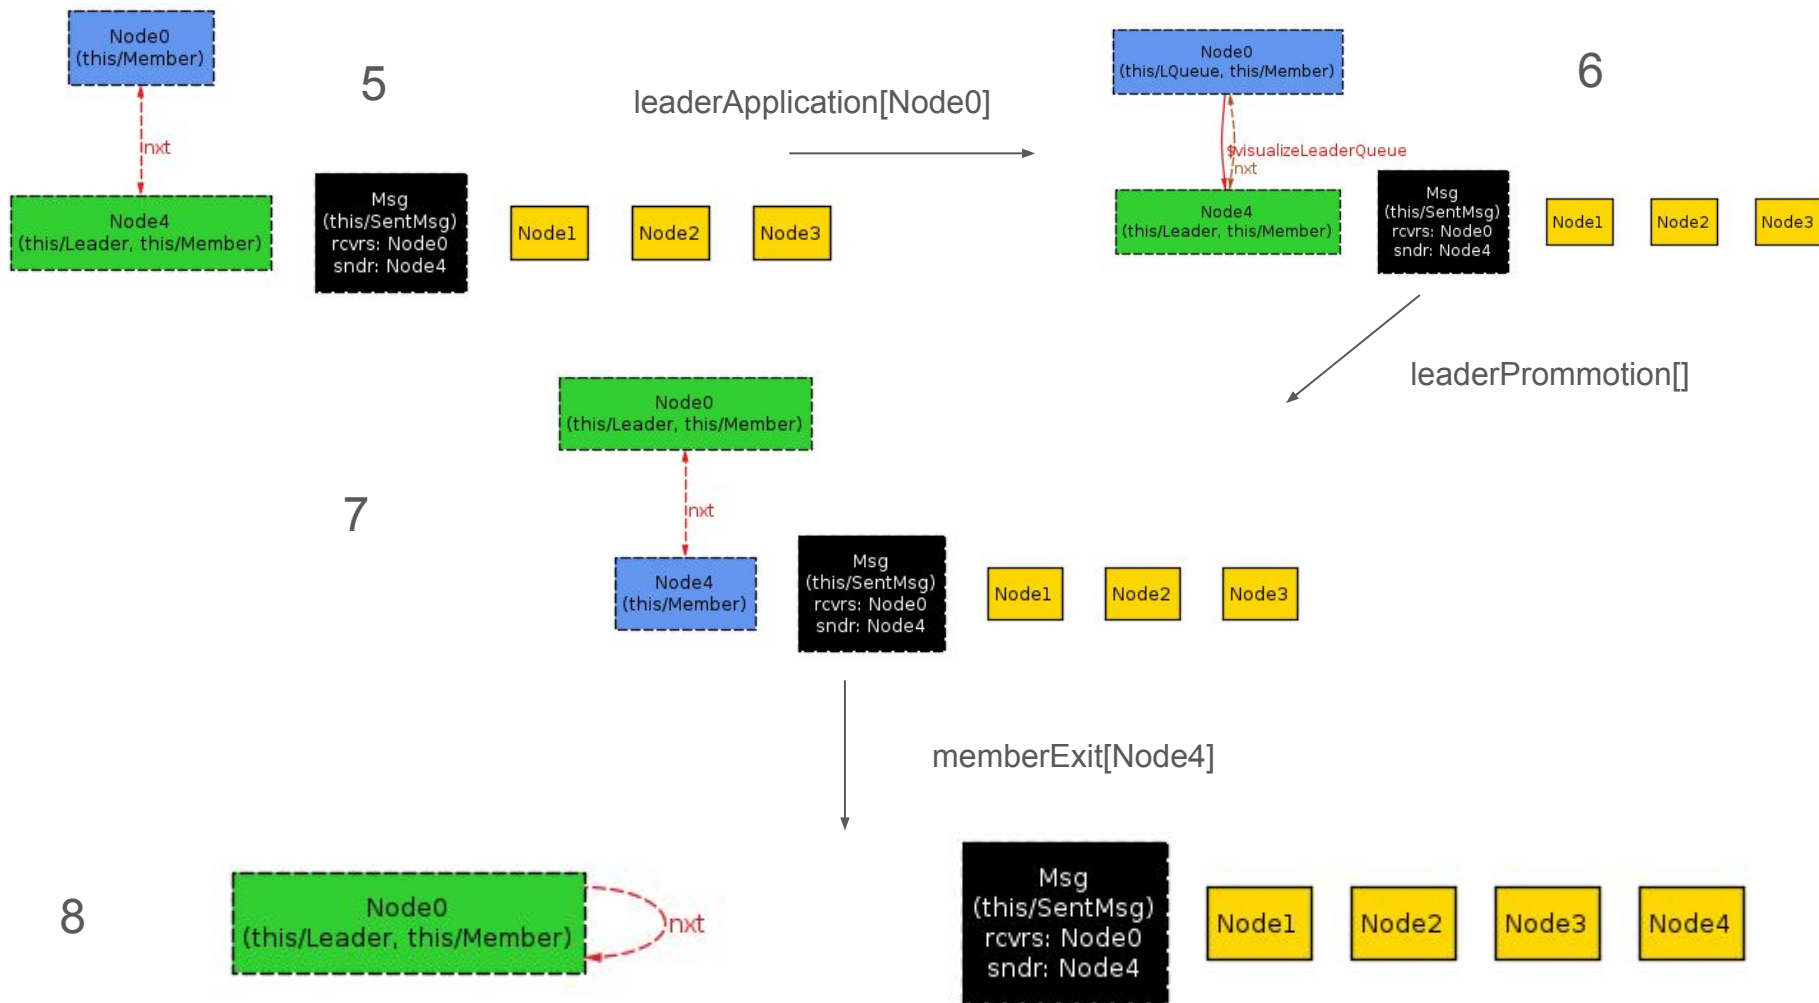 Node0
(this/Member)
5
nxt
Node4
(this/Leader, this/Member)
Msg
(this/SentMsg)
rcvrs: Node0
sndr: Node4
Node1
Node2
Node3
leaderApplication[Node0]
Node0
(this/LQueue, this/Member)
6
$visualizeLeaderQueue
nxt
Node4
(this/Leader, this/Member)
Msg
(this/SentMsg)
rcvrs: Node0
sndr: Node4
Node1
Node2
Node3
leaderPrommotion[]
7
Node0
(this/Leader, this/Member)
nxt
Node4
(this/Member)
Msg
(this/SentMsg)
rcvrs: Node0
sndr: Node4
Node1
Node2
Node3
memberExit[Node4]
8
Node0
(this/Leader, this/Member)
nxt
Msg
(this/SentMsg)
rcvrs: Node0
sndr: Node4
Node1
Node2
Node3
Node4